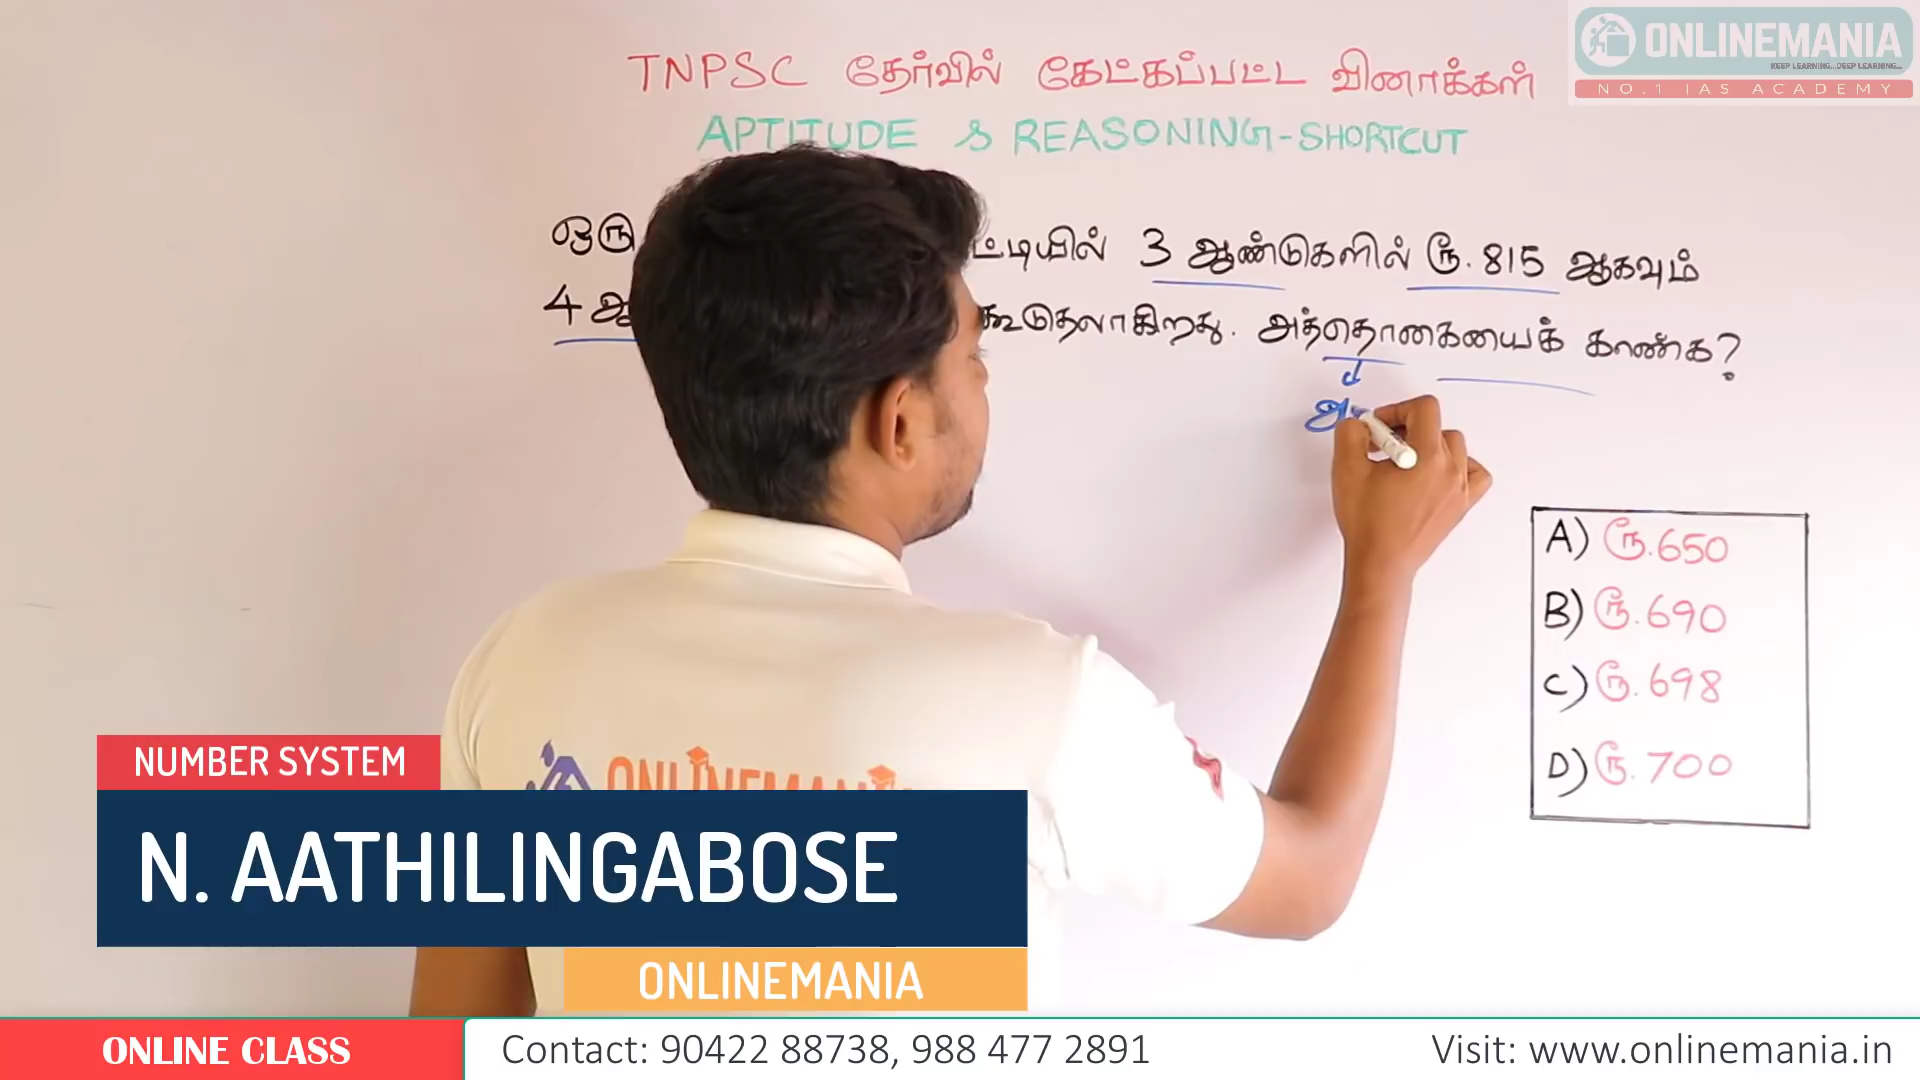 ONLINEMANIA
KEEP LEARNING...DEEP LEARNING...
NO.1 IAS ACADEMY
TNPSC தேர்வில் கேட்கப்பட்ட வினாக்கள்
APTITUDE & REASONING-SHORTCUT
ஒரு ட்டியில் 3 ஆண்டுகளில் ரூ.815 ஆகவும்
4 கூடுதலாகிறது. அத்தொகையைக் காண்க?
A) ரூ.650
B) ரூ.690
C) ரூ.698
D) ரூ.700
NUMBER SYSTEM
N. AATHILINGABOSE
ONLINEMANIA
ONLINE CLASS
Contact: 90422 88738, 988 477 2891
Visit: www.onlinemania.in